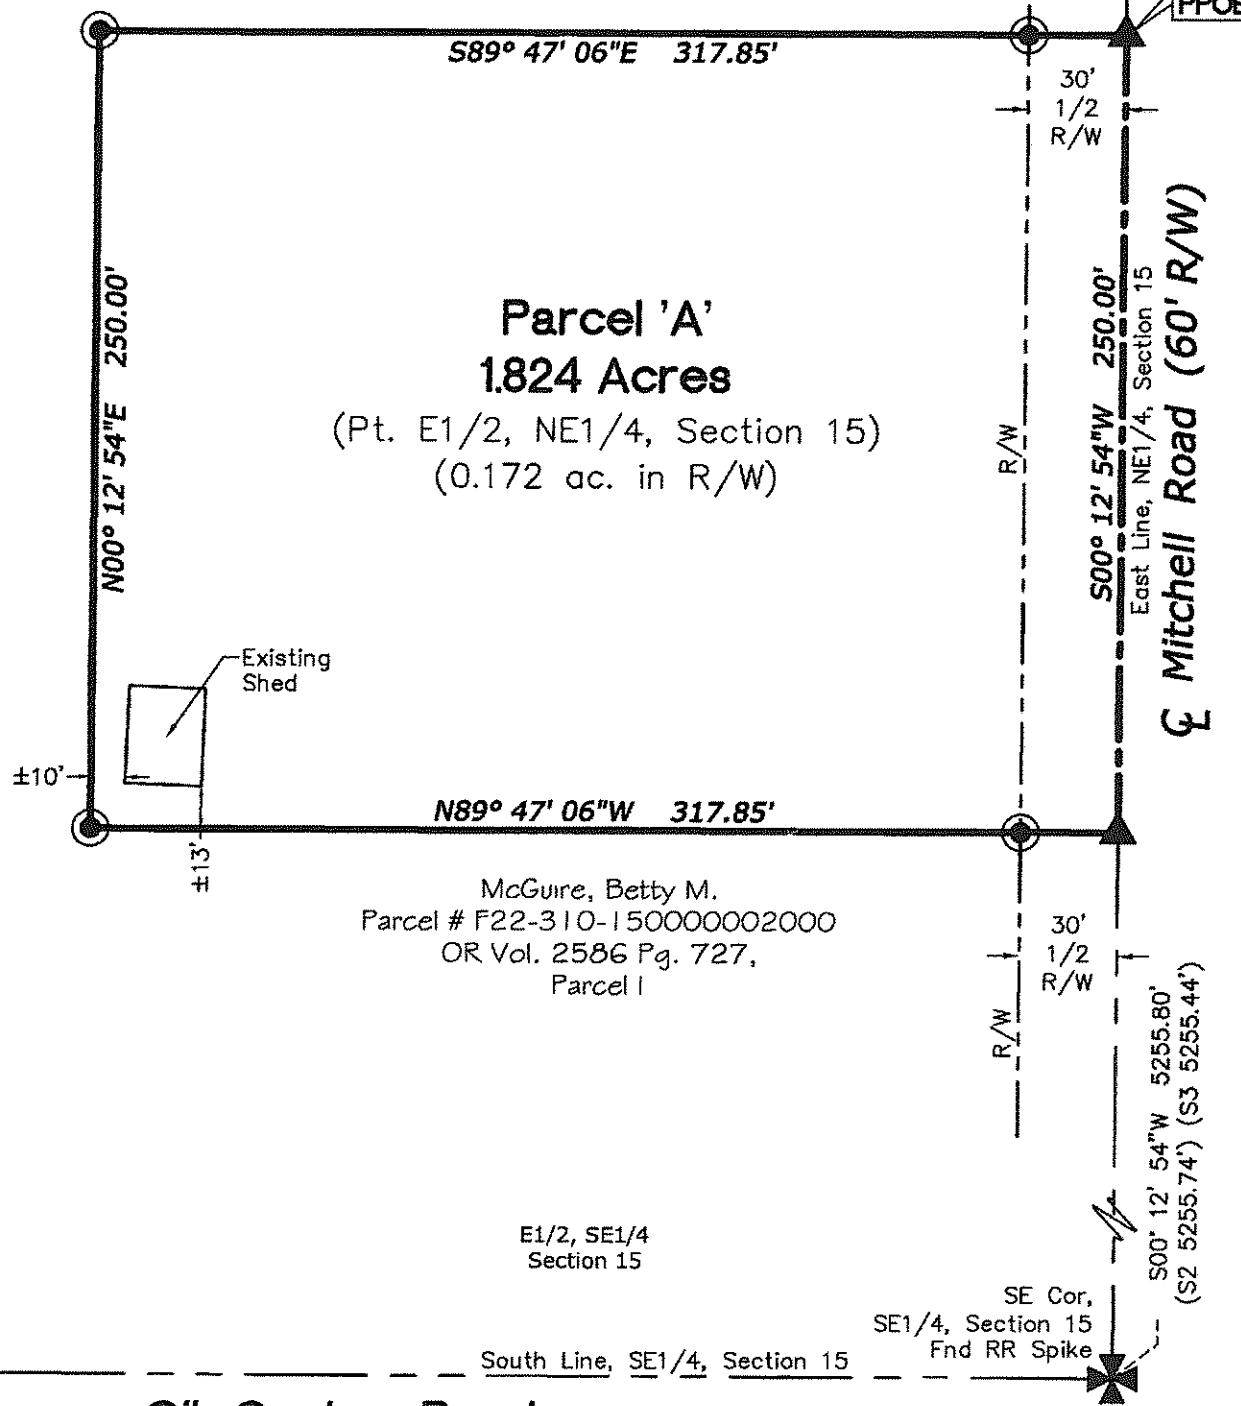 PPOB
S89° 47' 06"E 317.85'
30'
1/2
R/W
N00° 12' 54"E 250.00'
Parcel 'A'
1.824 Acres
(Pt. E1/2, NE1/4, Section 15)
(0.172 ac. in R/W)
R/W
S00° 12' 54"W 250.00'
East Line, NE1/4, Section 15
℄ Mitchell Road (60' R/W)
Existing
Shed
±10'
±13'
N89° 47' 06"W 317.85'
McGuire, Betty M.
Parcel # F22-310-150000002000
OR Vol. 2586 Pg. 727,
Parcel I
30'
1/2
R/W
R/W
S00° 12' 54"W 5255.80'
(S2 5255.74') (S3 5255.44')
E1/2, SE1/4
Section 15
SE Cor,
SE1/4, Section 15
Fnd RR Spike
South Line, SE1/4, Section 15